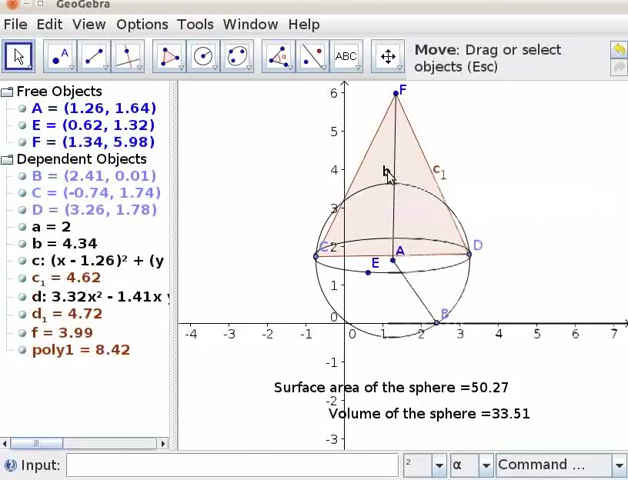 GeoGebra
File Edit View Options Tools Window Help
A
ABC
Move: Drag or select
objects (Esc)
Free Objects
A = (1.26, 1.64)
E = (0.62, 1.32)
F = (1.34, 5.98)
Dependent Objects
B = (2.41, 0.01)
C = (-0.74, 1.74)
D = (3.26, 1.78)
a = 2
b = 4.34
c: (x - 1.26)² + (y
c₁ = 4.62
d: 3.32x² - 1.41x y
d₁ = 4.72
f = 3.99
poly1 = 8.42
6
5
4
3
2
1
0
-1
-2
-3
-4 -3 -2 -1 0 1 2 3 4 5 6 7
F
b
c₁
C
D
A
E
B
Surface area of the sphere =50.27
Volume of the sphere =33.51
Input:
2
α
Command ...